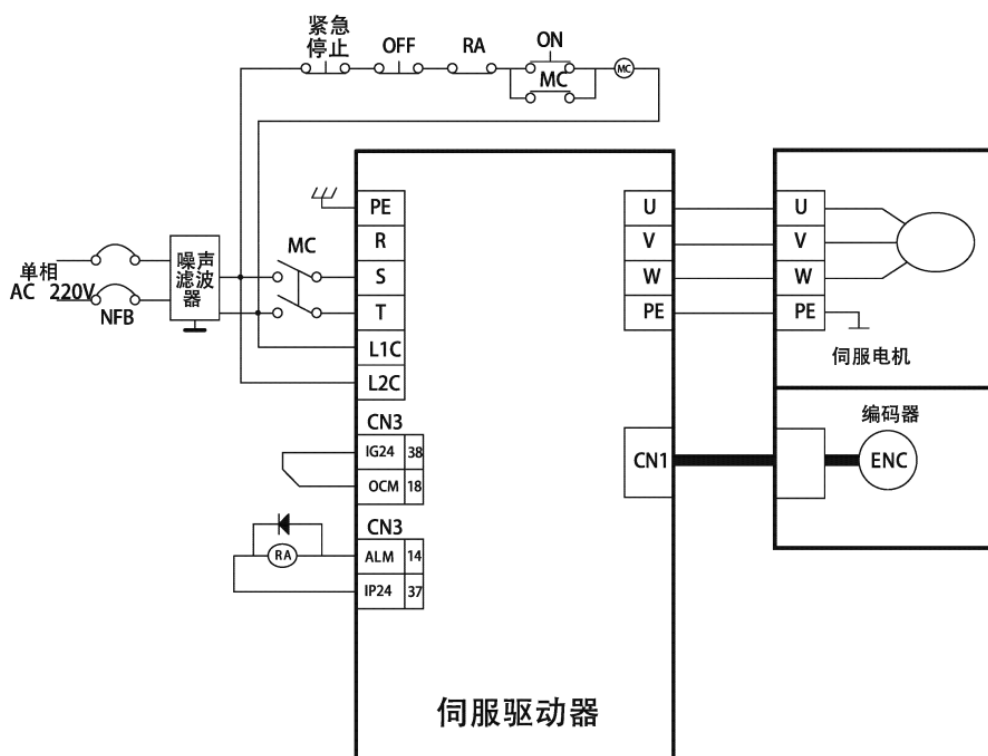 紧急
停止
OFF
RA
ON
MC
MC
PE
R
S
T
L1C
L2C
MC
单相
AC 220V
NFB
噪声
滤波
器
CN3
IG24 38
OCM 18
CN3
ALM 14
IP24 37
RA
U
V
W
PE
CN1
U
V
W
PE
伺服电机
编码器
ENC
伺服驱动器